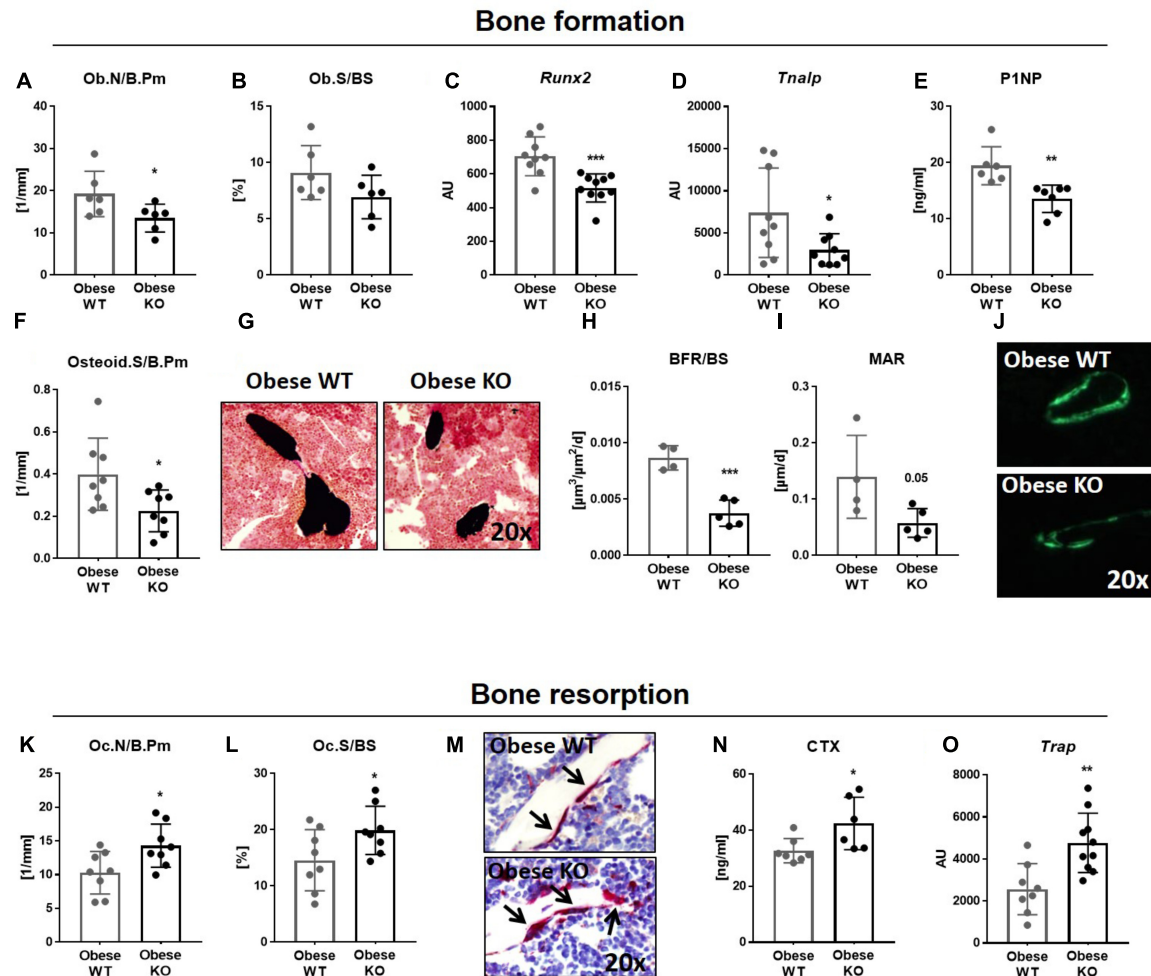 Bone formation
A
Ob.N/B.Pm
[1/mm]
40
30
20
10
0
*
Obese
WT
Obese
KO
B
Ob.S/BS
[%]
15
10
5
0
Obese
WT
Obese
KO
C
Runx2
AU
1000
800
600
400
200
0
***
Obese
WT
Obese
KO
D
Tnalp
AU
20000
15000
10000
5000
0
*
Obese
WT
Obese
KO
E
P1NP
[ng/ml]
30
20
10
0
**
Obese
WT
Obese
KO
F
Osteoid.S/B.Pm
[1/mm]
0.8
0.6
0.4
0.2
0.0
*
Obese
WT
Obese
KO
G
Obese WT
Obese KO
20x
H
BFR/BS
[µm³/µm²/d]
0.015
0.010
0.005
0.000
***
Obese
WT
Obese
KO
I
MAR
[µm/d]
0.3
0.2
0.1
0.0
0.05
Obese
WT
Obese
KO
J
Obese WT
Obese KO
20x
Bone resorption
K
Oc.N/B.Pm
[1/mm]
25
20
15
10
5
0
*
Obese
WT
Obese
KO
L
Oc.S/BS
[%]
30
20
10
0
*
Obese
WT
Obese
KO
M
Obese WT
Obese KO
20x
N
CTX
[ng/ml]
60
40
20
0
*
Obese
WT
Obese
KO
O
Trap
AU
8000
6000
4000
2000
0
**
Obese
WT
Obese
KO